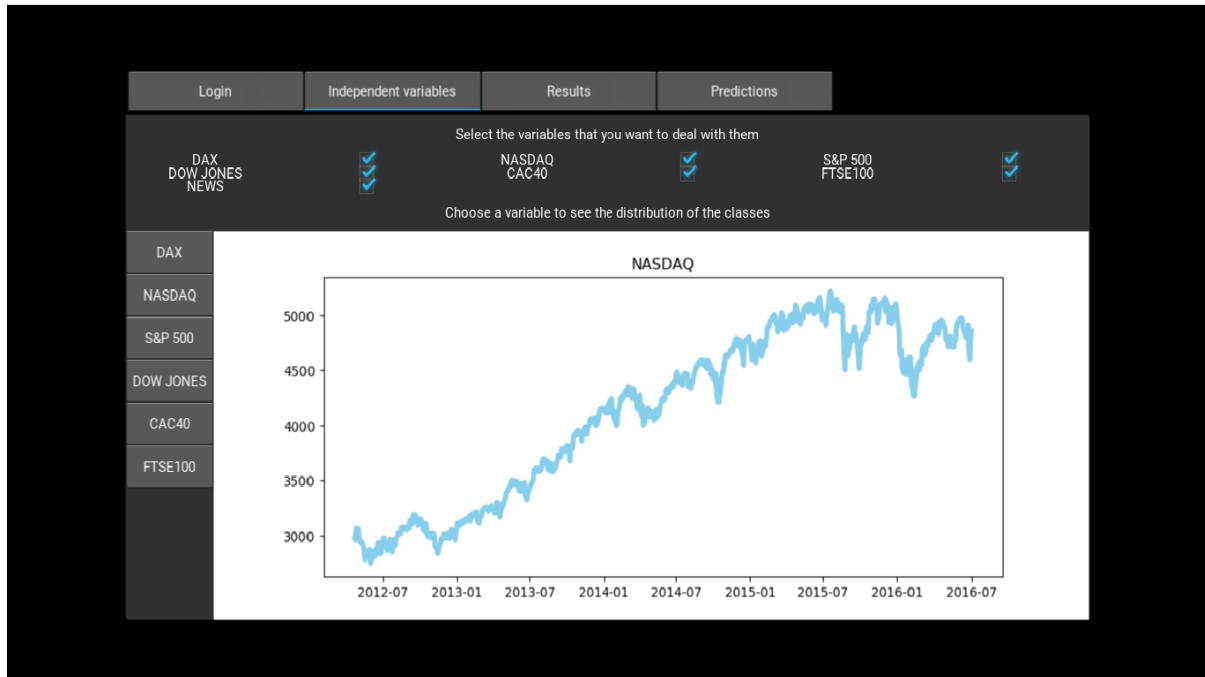 Login Independent variables Results Predictions
Select the variables that you want to deal with them
DAX NASDAQ S&P 500
DOW JONES CAC40 FTSE100
NEWS
Choose a variable to see the distribution of the classes
DAX
NASDAQ
S&P 500
DOW JONES
CAC40
FTSE100
NASDAQ
5000
4500
4000
3500
3000
2012-07 2013-01 2013-07 2014-01 2014-07 2015-01 2015-07 2016-01 2016-07